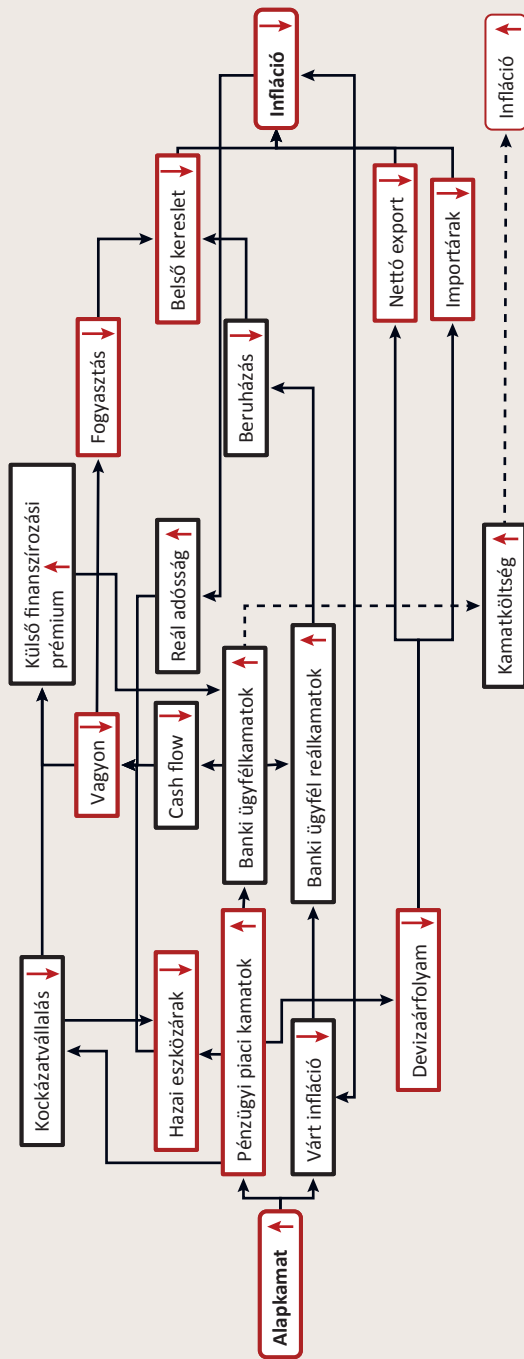 Alapkamat
Kockázatvállalás
Hazai eszközárak
Pénzügyi piaci kamatok
Várt infláció
Devizaárfolyam
Külső finanszírozási
prémium
Vagyon
Cash flow
Reál adósság
Banki ügyfélkamatok
Banki ügyfél reálkamatok
Kamatköltség
Fogyasztás
Belső kereslet
Beruházás
Nettó export
Importárak
Infláció
Infláció